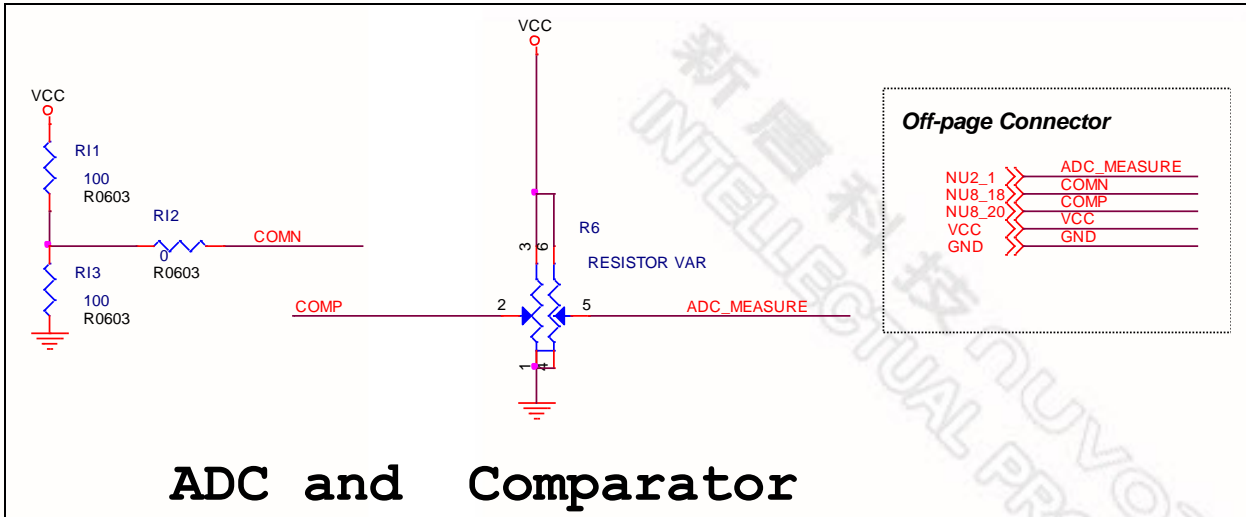 VCC
VCC
RI1
100
R0603
RI2
0
R0603
COMN
RI3
100
R0603
3
6
R6
RESISTOR VAR
COMP
2
5
ADC_MEASURE
1
4
Off-page Connector
NU2_1
ADC_MEASURE
NU8_18
COMN
NU8_20
COMP
VCC
VCC
GND
GND
ADC and Comparator
新唐科技 nuvo
INTELLECTUAL PRO